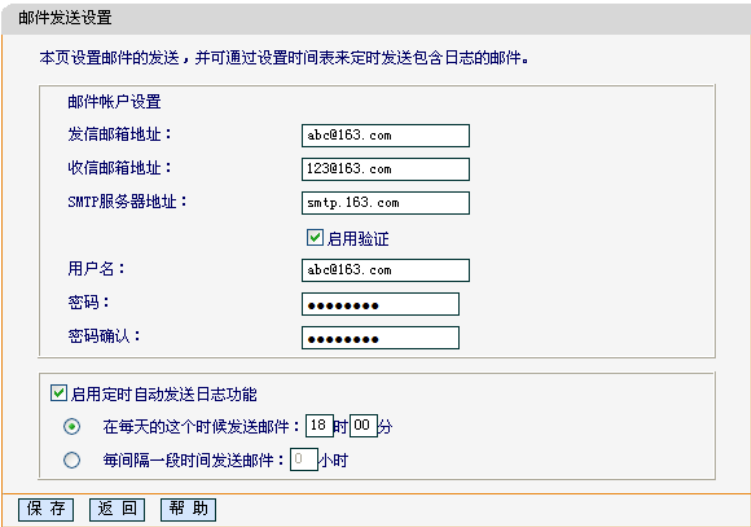 邮件发送设置
本页设置邮件的发送，并可通过设置时间表来定时发送包含日志的邮件。
邮件帐户设置
发信邮箱地址： abc@163.com
收信邮箱地址： 123@163.com
SMTP服务器地址： smtp.163.com
启用验证
用户名： abc@163.com
密码： ●●●●●●●●
密码确认： ●●●●●●●●
启用定时自动发送日志功能
在每天的这个时候发送邮件： 18 时 00 分
每间隔一段时间发送邮件： 0 小时
保 存 返 回 帮 助